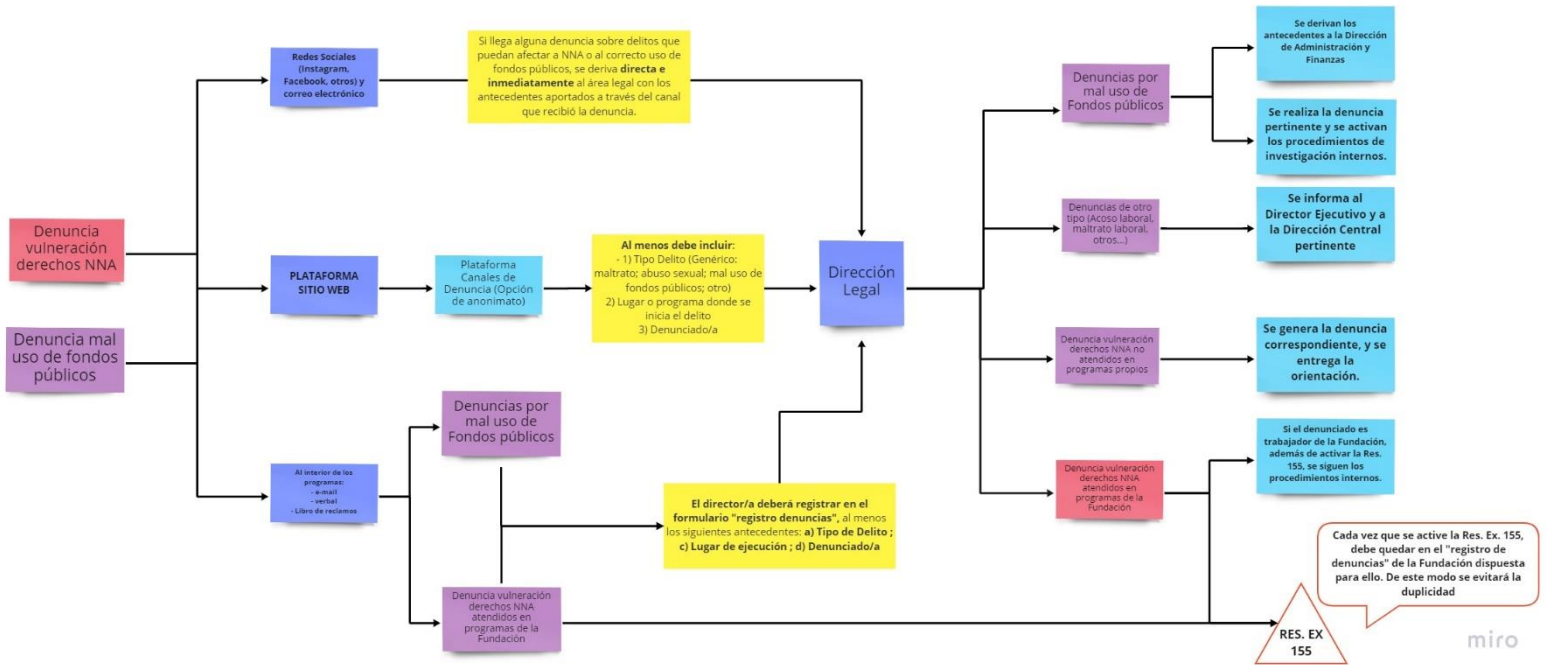 Denuncia
vulneración
derechos NNA
Denuncia mal
uso de fondos
públicos
Redes Sociales
(Instagram,
Facebook, otros) y
correo electrónico
Si llega alguna denuncia sobre delitos que
puedan afectar a NNA o al correcto uso de
fondos públicos, se deriva directa e
inmediatamente al área legal con los
antecedentes aportados a través del canal
que recibió la denuncia.
PLATAFORMA
SITIO WEB
Plataforma
Canales de
Denuncia (Opción
de anonimato)
Al menos debe incluir:
- 1) Tipo Delito (Genérico:
maltrato; abuso sexual; mal uso de
fondos públicos; otro)
2) Lugar o programa donde se
inicia el delito
3) Denunciado/a
Al interior de los
programas:
- e-mail
- verbal
- Libro de reclamos
Denuncias por
mal uso de
Fondos públicos
Denuncia vulneración
derechos NNA
atendidos en
programas de la
Fundación
El director/a deberá registrar en el
formulario "registro denuncias", al menos
los siguientes antecedentes: a) Tipo de Delito ;
c) Lugar de ejecución ; d) Denunciado/a
Dirección
Legal
Denuncias por
mal uso de
Fondos públicos
Se derivan los
antecedentes a la Dirección
de Administración y
Finanzas
Se realiza la denuncia
pertinente y se activan
los procedimientos de
investigación internos.
Denuncias de otro
tipo (Acoso laboral,
maltrato laboral,
otros...)
Se informa al
Director Ejecutivo y a
la Dirección Central
pertinente
Denuncia vulneración
derechos NNA no
atendidos en
programas propios
Se genera la denuncia
correspondiente, y se
entrega la
orientación.
Denuncia vulneración
derechos NNA
atendidos en
programas de la
Fundación
Si el denunciado es
trabajador de la Fundación,
además de activar la Res.
155, se siguen los
procedimientos internos.
Cada vez que se active la Res. Ex. 155,
debe quedar en el "registro de
denuncias" de la Fundación dispuesta
para ello. De este modo se evitará la
duplicidad
RES. EX
155
miro